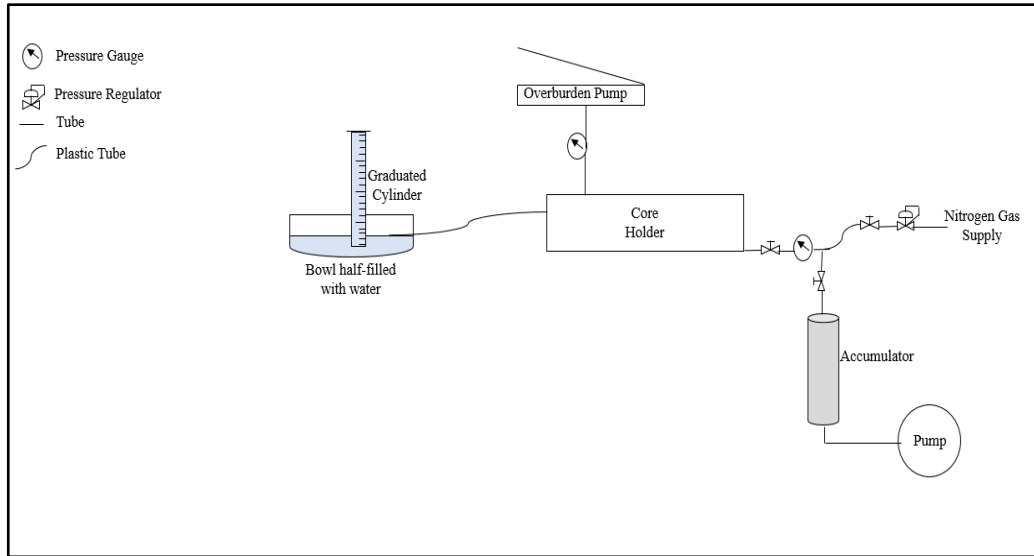 Pressure Gauge
Pressure Regulator
Tube
Plastic Tube
Overburden Pump
Graduated
Cylinder
Bowl half-filled
with water
Core
Holder
Nitrogen Gas
Supply
Accumulator
Pump